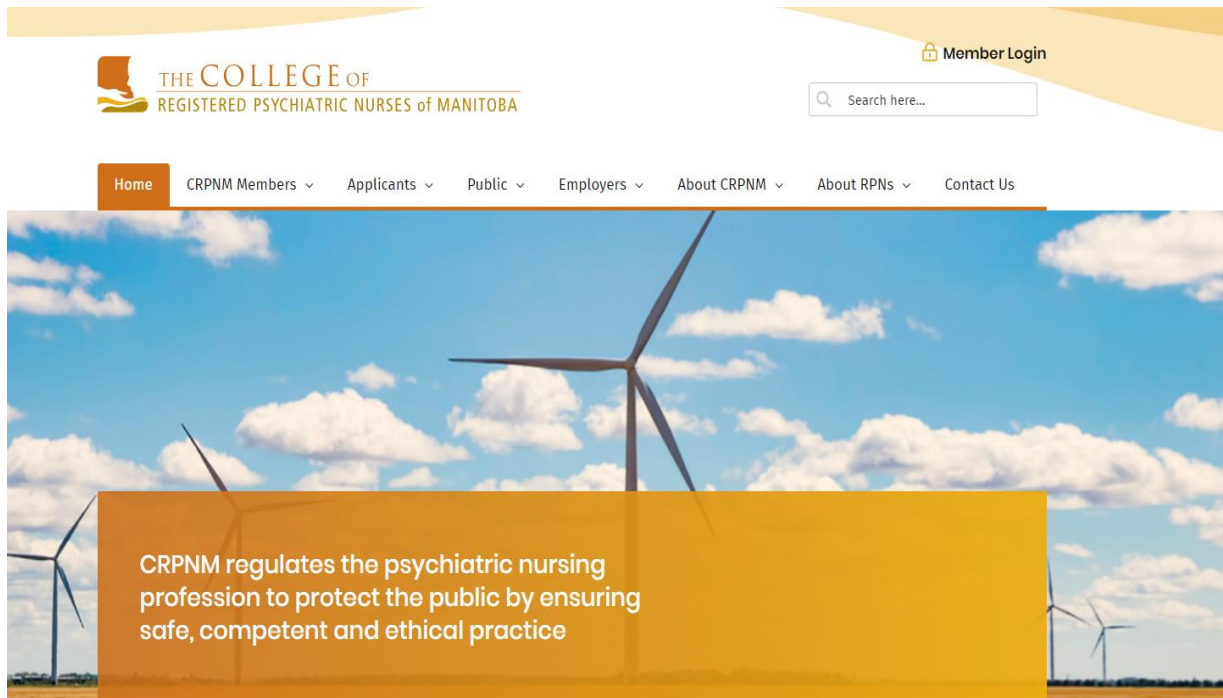 Member Login
THE COLLEGE OF
REGISTERED PSYCHIATRIC NURSES of MANITOBA
Search here...
Home CRPNM Members Applicants Public Employers About CRPNM About RPNs Contact Us
CRPNM regulates the psychiatric nursing
profession to protect the public by ensuring
safe, competent and ethical practice